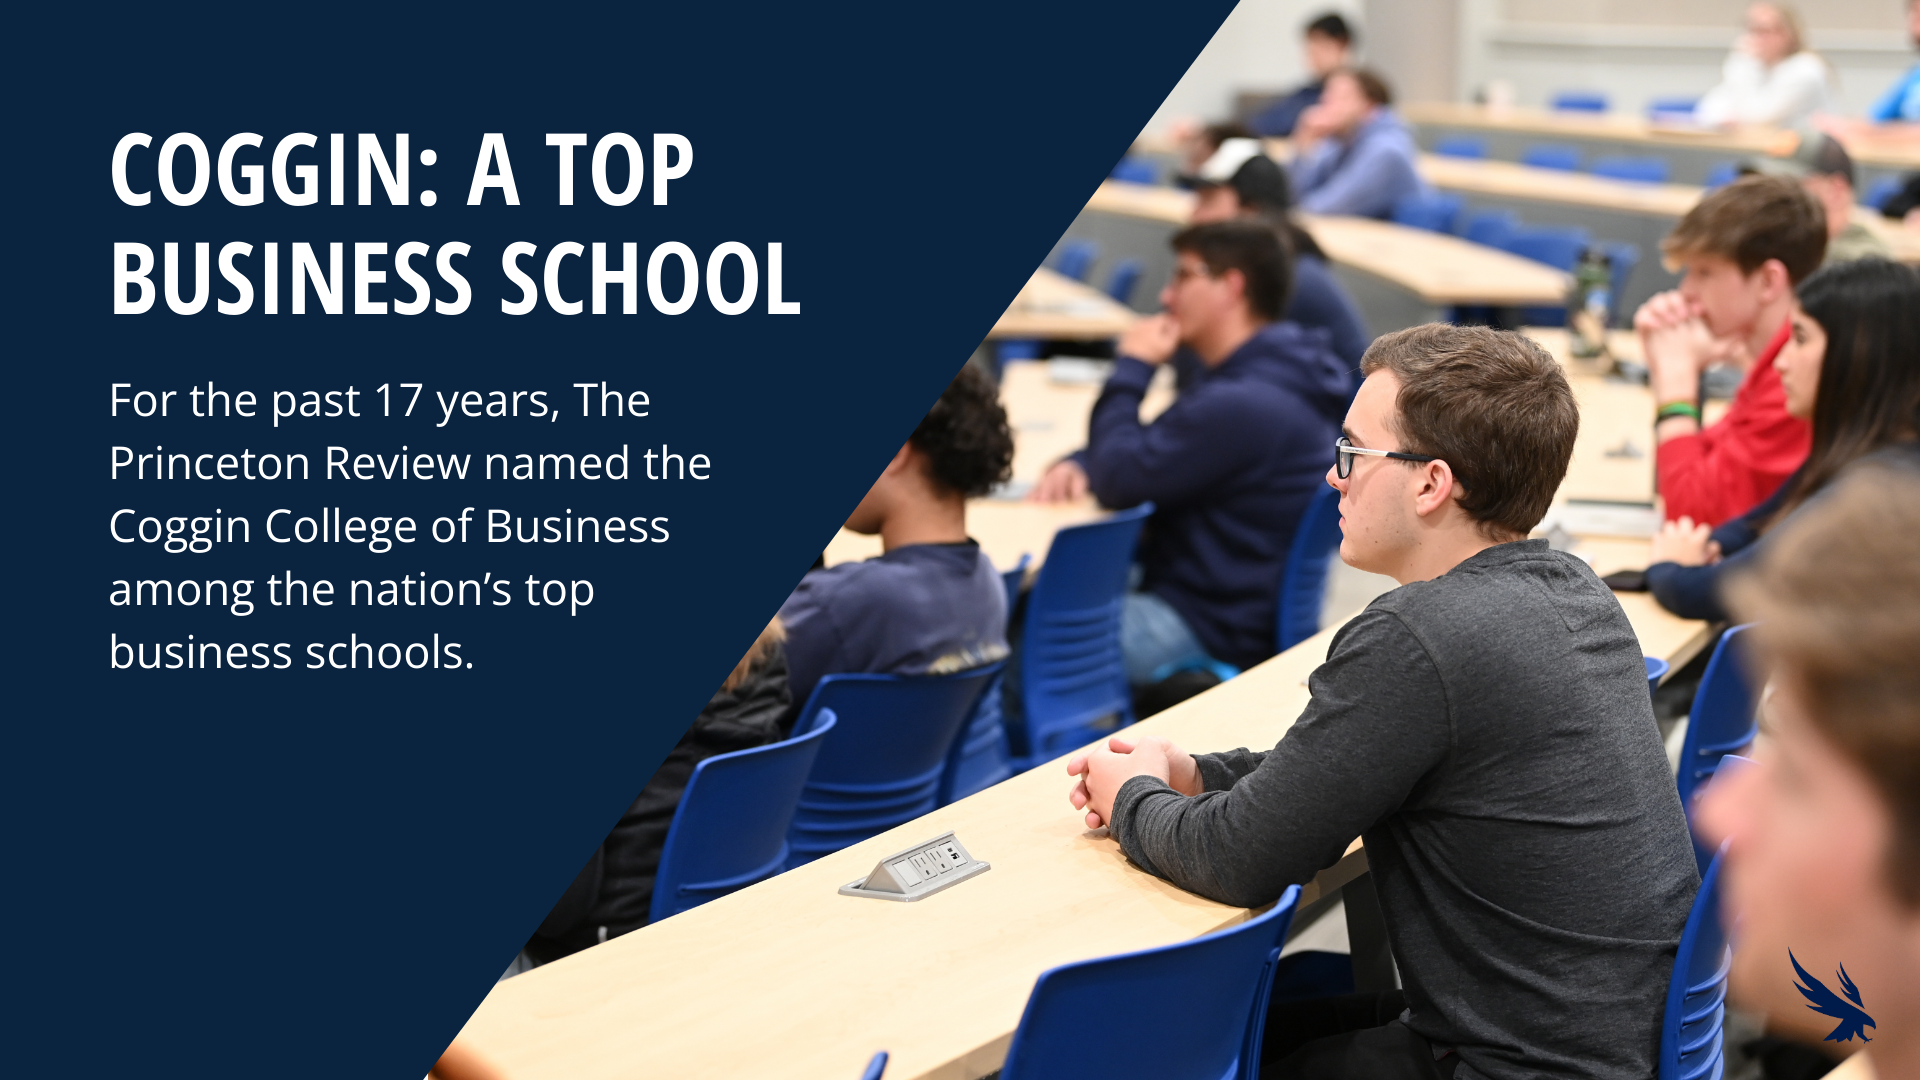 COGGIN: A TOP
BUSINESS SCHOOL
For the past 17 years, The
Princeton Review named the
Coggin College of Business
among the nation’s top
business schools.